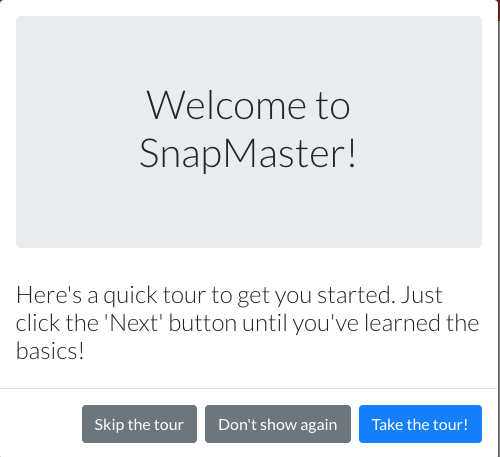 Welcome to
SnapMaster!
Here's a quick tour to get you started. Just
click the 'Next' button until you've learned the
basics!
Skip the tour
Don't show again
Take the tour!